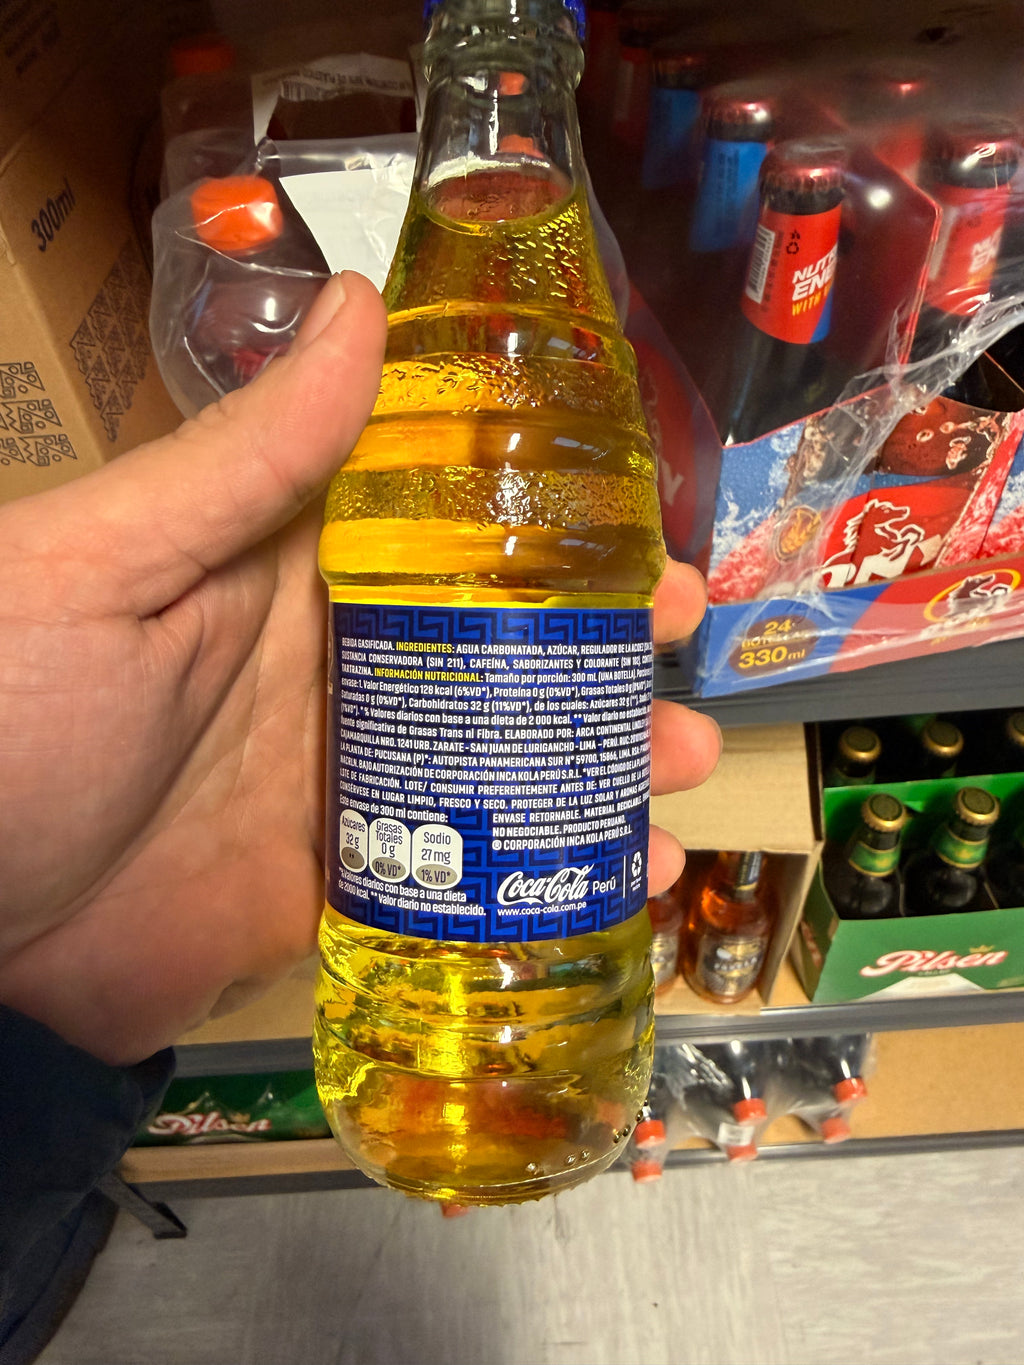 300ml
NUTR
EN
WITH
24
330ml
BEBIDA GASIFICADA. INGREDIENTES: AGUA CARBONATADA, AZÚCAR, REGULADOR DE LA ACIDEZ
SUSTANCIA CONSERVADORA (SIN 211), CAFEÍNA, SABORIZANTES Y COLORANTE (SIN 102).
TARTRAZINA. INFORMACIÓN NUTRICIONAL: Tamaño por porción: 300 mL (UNA BOTELLA).
envase: 1. Valor Energético 128 kcal (6%VD*), Proteína 0 g (0%VD*), Grasas Totales 0 g
Saturadas 0 g (0%VD*), Carbohidratos 32 g (11%VD*), de los cuales: Azúcares 32 g
* % Valores diarios con base a una dieta de 2 000 kcal. ** Valor diario no
fuente significativa de Grasas Trans ni Fibra. ELABORADO POR: ARCA CONTINENTAL
CAJAMARQUILLA NRO. 1241 URB. ZARATE - SAN JUAN DE LURIGANCHO - LIMA - PERÚ, RUC:
LA PLANTA DE: PUCUSANA (P)*: AUTOPISTA PANAMERICANA SUR N° 59700, 15866, LIMA.
BAJO AUTORIZACIÓN DE CORPORACIÓN INCA KOLA PERÚ S.R.L. *VER EL CÓDIGO DE LA
LOTE DE FABRICACIÓN. LOTE/ CONSUMIR PREFERENTEMENTE ANTES DE: VER CUELLO DE LA
CONSÉRVESE EN LUGAR LIMPIO, FRESCO Y SECO, PROTEGER DE LA LUZ SOLAR Y AROMAS
Este envase de 300 ml contiene:
ENVASE RETORNABLE. MATERIAL RECICLABLE.
NO NEGOCIABLE. PRODUCTO PERUANO.
® CORPORACIÓN INCA KOLA PERÚ S.R.L.
Azúcares
32 g
**
Grasas
Totales
0 g
0% VD*
Sodio
27 mg
1% VD*
*Valores diarios con base a una dieta
de 2000 kcal. ** Valor diario no establecido.
Coca-Cola Perú
www.coca-cola.com.pe
Pilsen
Pilsen